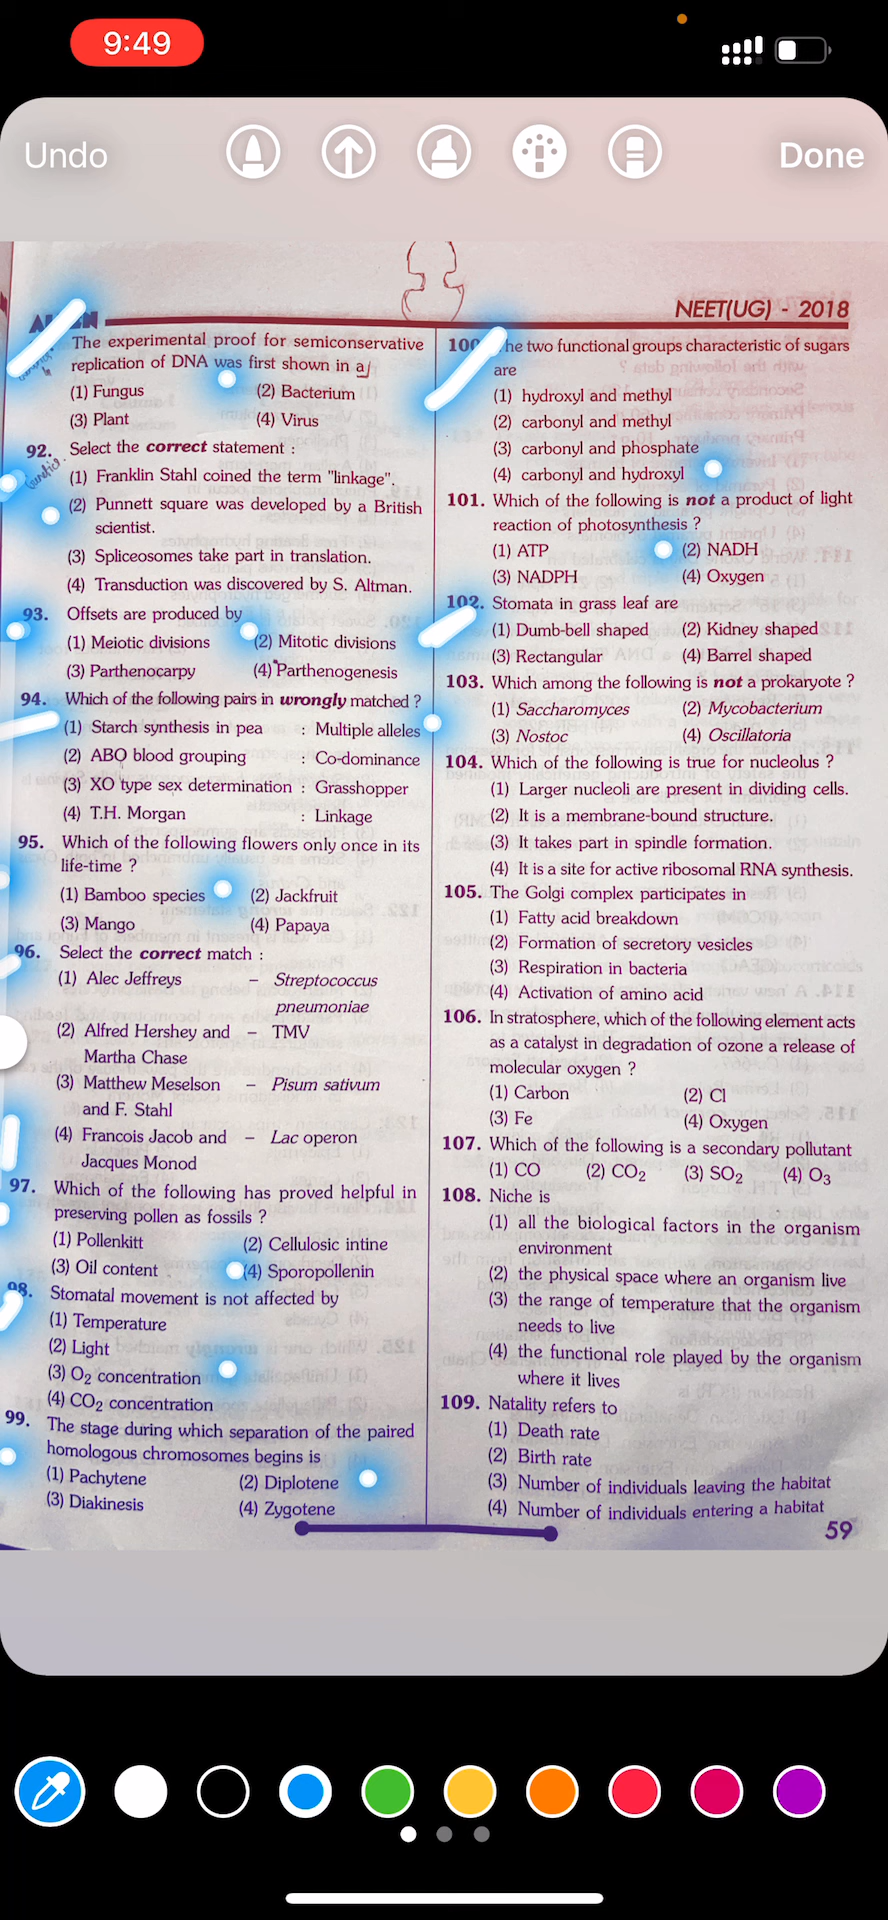 9:49
Undo
Done
NEET(UG) - 2018
The experimental proof for semiconservative
replication of DNA was first shown in a
(1) Fungus (2) Bacterium
(3) Plant (4) Virus
92. Select the correct statement :
(1) Franklin Stahl coined the term "linkage".
(2) Punnett square was developed by a British
scientist.
(3) Spliceosomes take part in translation.
(4) Transduction was discovered by S. Altman.
93. Offsets are produced by
(1) Meiotic divisions (2) Mitotic divisions
(3) Parthenocarpy (4) Parthenogenesis
94. Which of the following pairs in wrongly matched ?
(1) Starch synthesis in pea : Multiple alleles
(2) ABO blood grouping : Co-dominance
(3) XO type sex determination : Grasshopper
(4) T.H. Morgan : Linkage
95. Which of the following flowers only once in its
life-time ?
(1) Bamboo species (2) Jackfruit
(3) Mango (4) Papaya
96. Select the correct match :
(1) Alec Jeffreys – Streptococcus
pneumoniae
(2) Alfred Hershey and – TMV
Martha Chase
(3) Matthew Meselson – Pisum sativum
and F. Stahl
(4) Francois Jacob and – Lac operon
Jacques Monod
97. Which of the following has proved helpful in
preserving pollen as fossils ?
(1) Pollenkitt (2) Cellulosic intine
(3) Oil content (4) Sporopollenin
98. Stomatal movement is not affected by
(1) Temperature
(2) Light
(3) O2 concentration
(4) CO2 concentration
99. The stage during which separation of the paired
homologous chromosomes begins is
(1) Pachytene (2) Diplotene
(3) Diakinesis (4) Zygotene
100. The two functional groups characteristic of sugars
are
(1) hydroxyl and methyl
(2) carbonyl and methyl
(3) carbonyl and phosphate
(4) carbonyl and hydroxyl
101. Which of the following is not a product of light
reaction of photosynthesis ?
(1) ATP (2) NADH
(3) NADPH (4) Oxygen
102. Stomata in grass leaf are
(1) Dumb-bell shaped (2) Kidney shaped
(3) Rectangular (4) Barrel shaped
103. Which among the following is not a prokaryote ?
(1) Saccharomyces (2) Mycobacterium
(3) Nostoc (4) Oscillatoria
104. Which of the following is true for nucleolus ?
(1) Larger nucleoli are present in dividing cells.
(2) It is a membrane-bound structure.
(3) It takes part in spindle formation.
(4) It is a site for active ribosomal RNA synthesis.
105. The Golgi complex participates in
(1) Fatty acid breakdown
(2) Formation of secretory vesicles
(3) Respiration in bacteria
(4) Activation of amino acid
106. In stratosphere, which of the following element acts
as a catalyst in degradation of ozone a release of
molecular oxygen ?
(1) Carbon (2) Cl
(3) Fe (4) Oxygen
107. Which of the following is a secondary pollutant
(1) CO (2) CO2 (3) SO2 (4) O3
108. Niche is
(1) all the biological factors in the organism
environment
(2) the physical space where an organism live
(3) the range of temperature that the organism
needs to live
(4) the functional role played by the organism
where it lives
109. Natality refers to
(1) Death rate
(2) Birth rate
(3) Number of individuals leaving the habitat
(4) Number of individuals entering a habitat
59